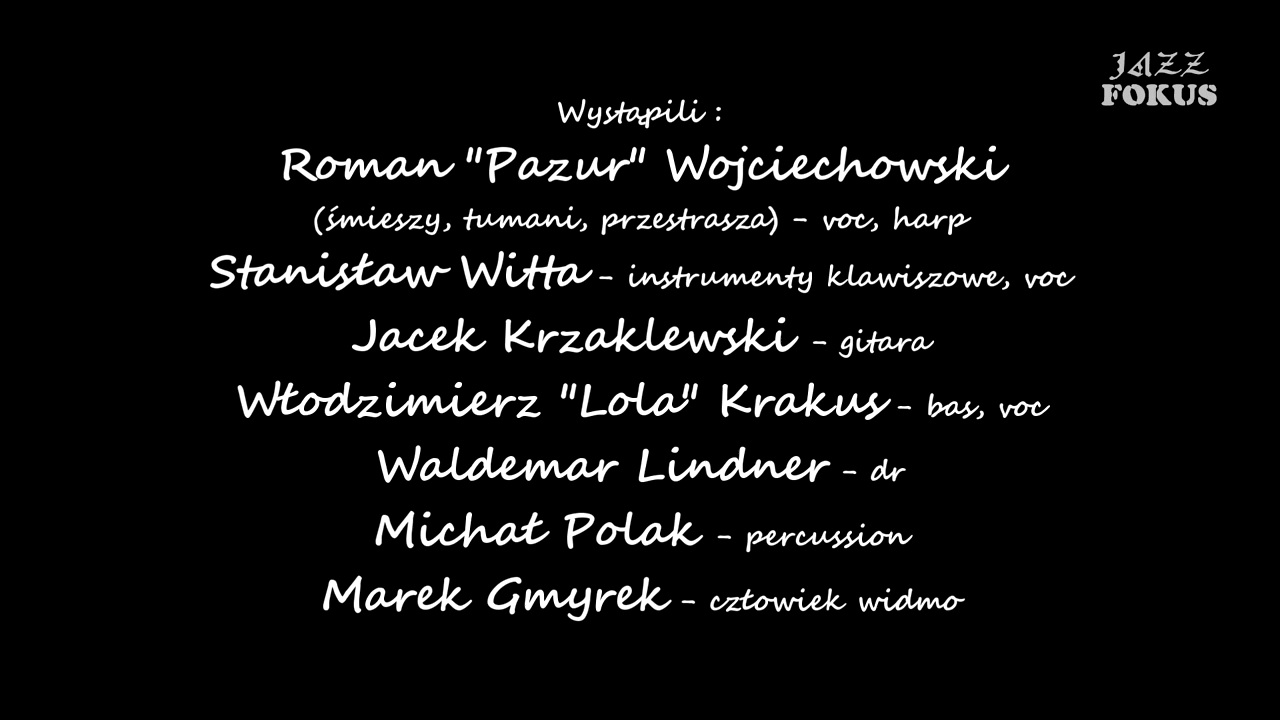 JAZZ
FOKUS
Wystąpili :
Roman "Pazur" Wojciechowski
(śmieszy, tumani, przestrasza) - voc, harp
Stanisław Witta - instrumenty klawiszowe, voc
Jacek Krzaklewski - gitara
Włodzimierz "Lola" Krakus - bas, voc
Waldemar Lindner - dr
Michał Polak - percussion
Marek Gmyrek - człowiek widmo